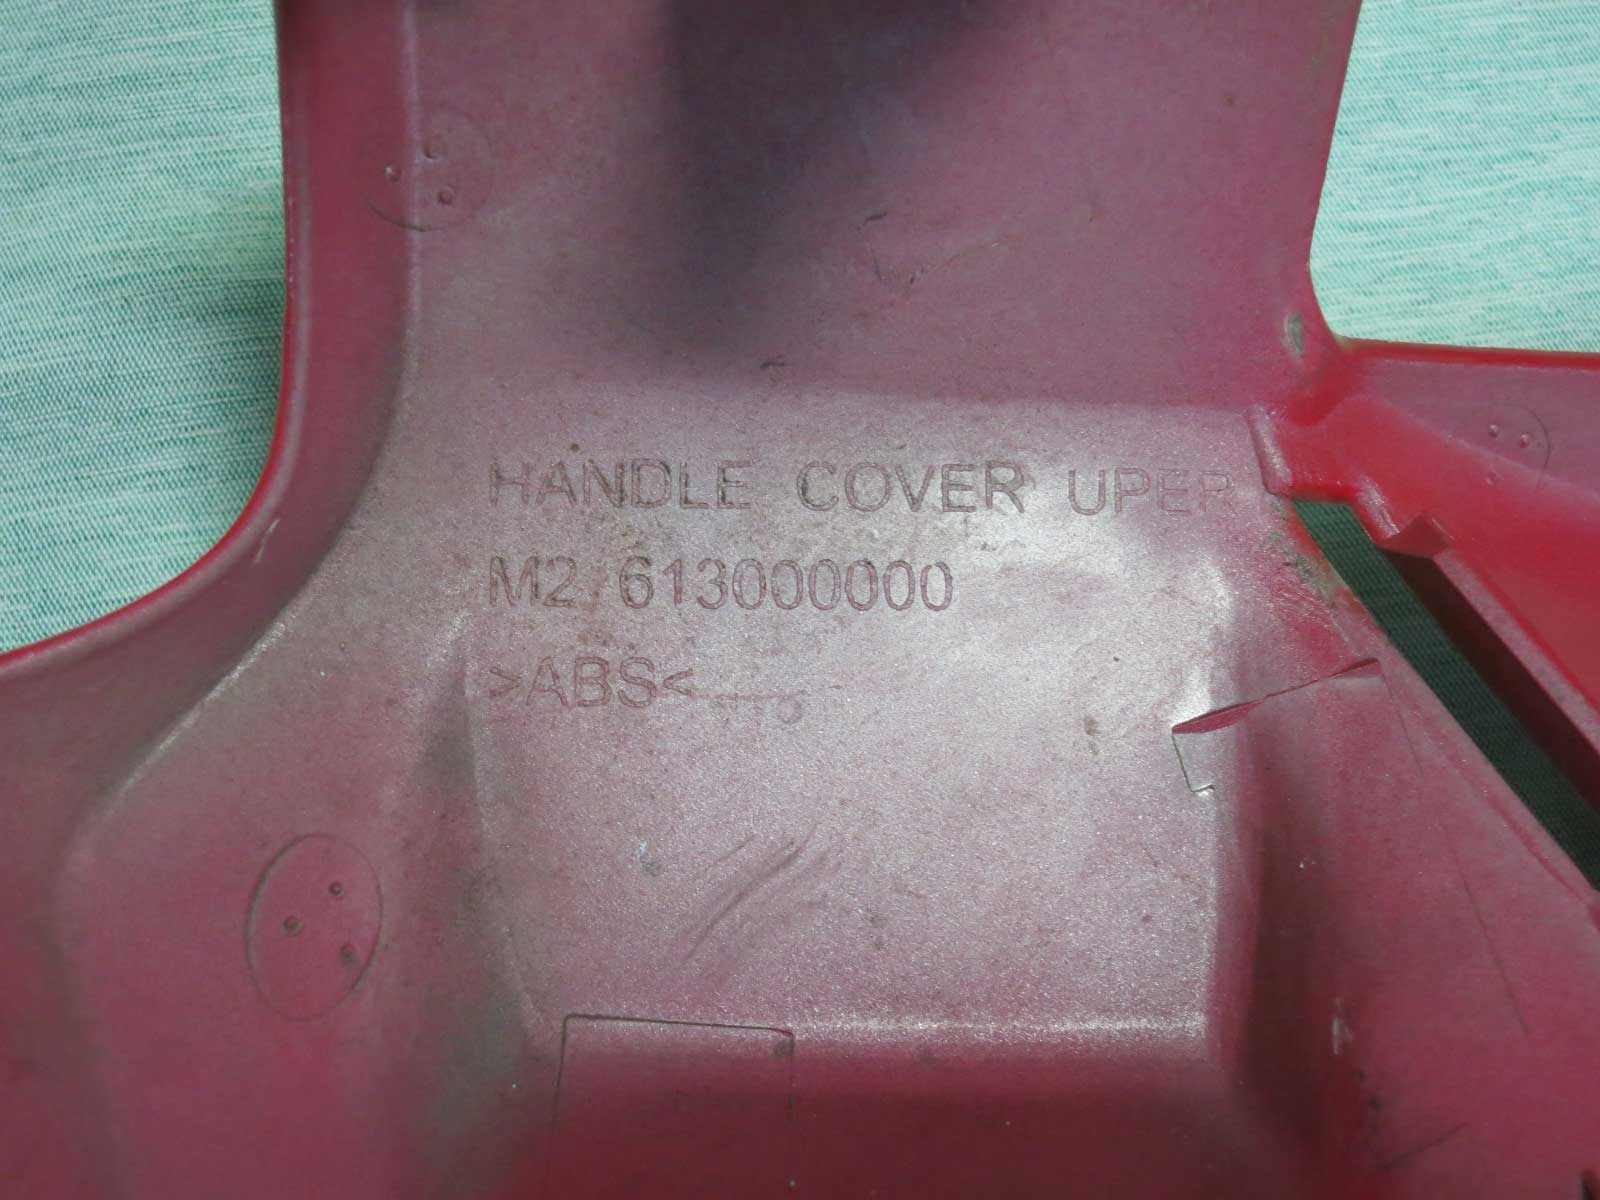 HANDLE COVER UPER
M2 613000000
>ABS<